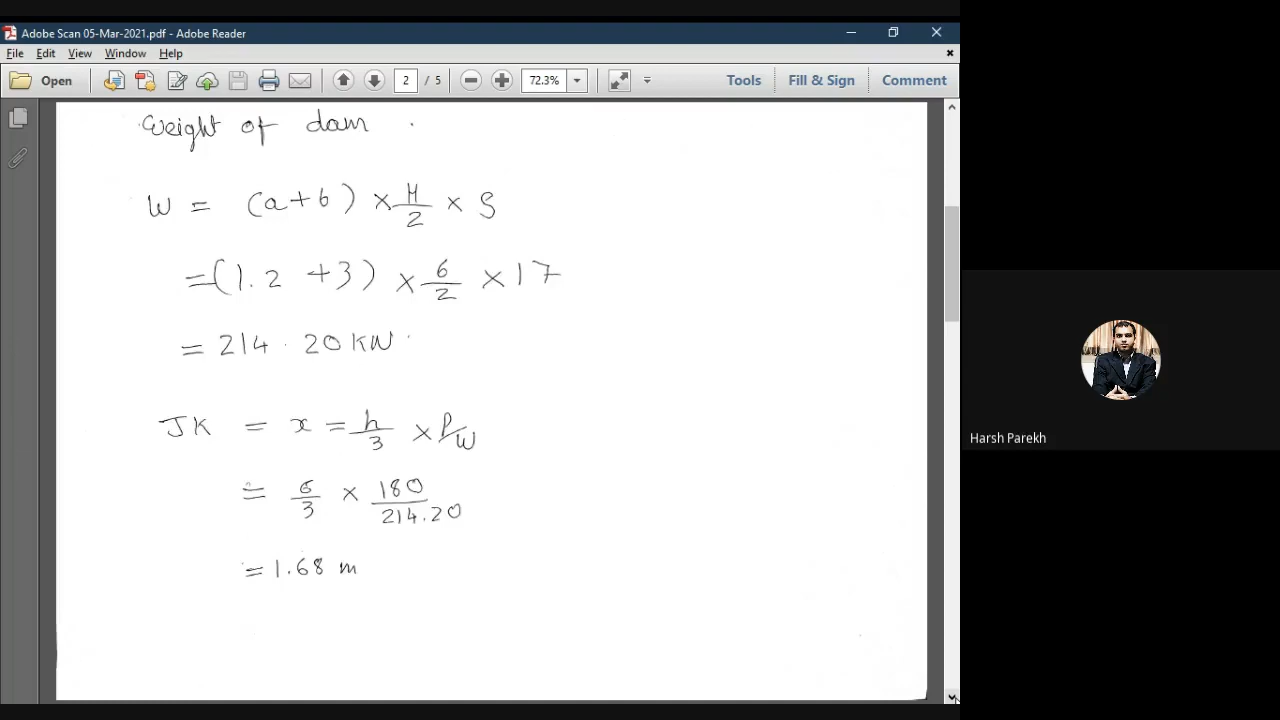 Adobe Scan 05-Mar-2021.pdf - Adobe Reader
File Edit View Window Help
Open 2 / 5 72.3% Tools Fill & Sign Comment
Weight of dam .
W = (a+b) × H/2 × ρ
=(1.2 +3) × 6/2 × 17
= 214.20 KN.
JK = x = h/3 × P/W
= 6/3 × 180/214.20
= 1.68 m
Harsh Parekh